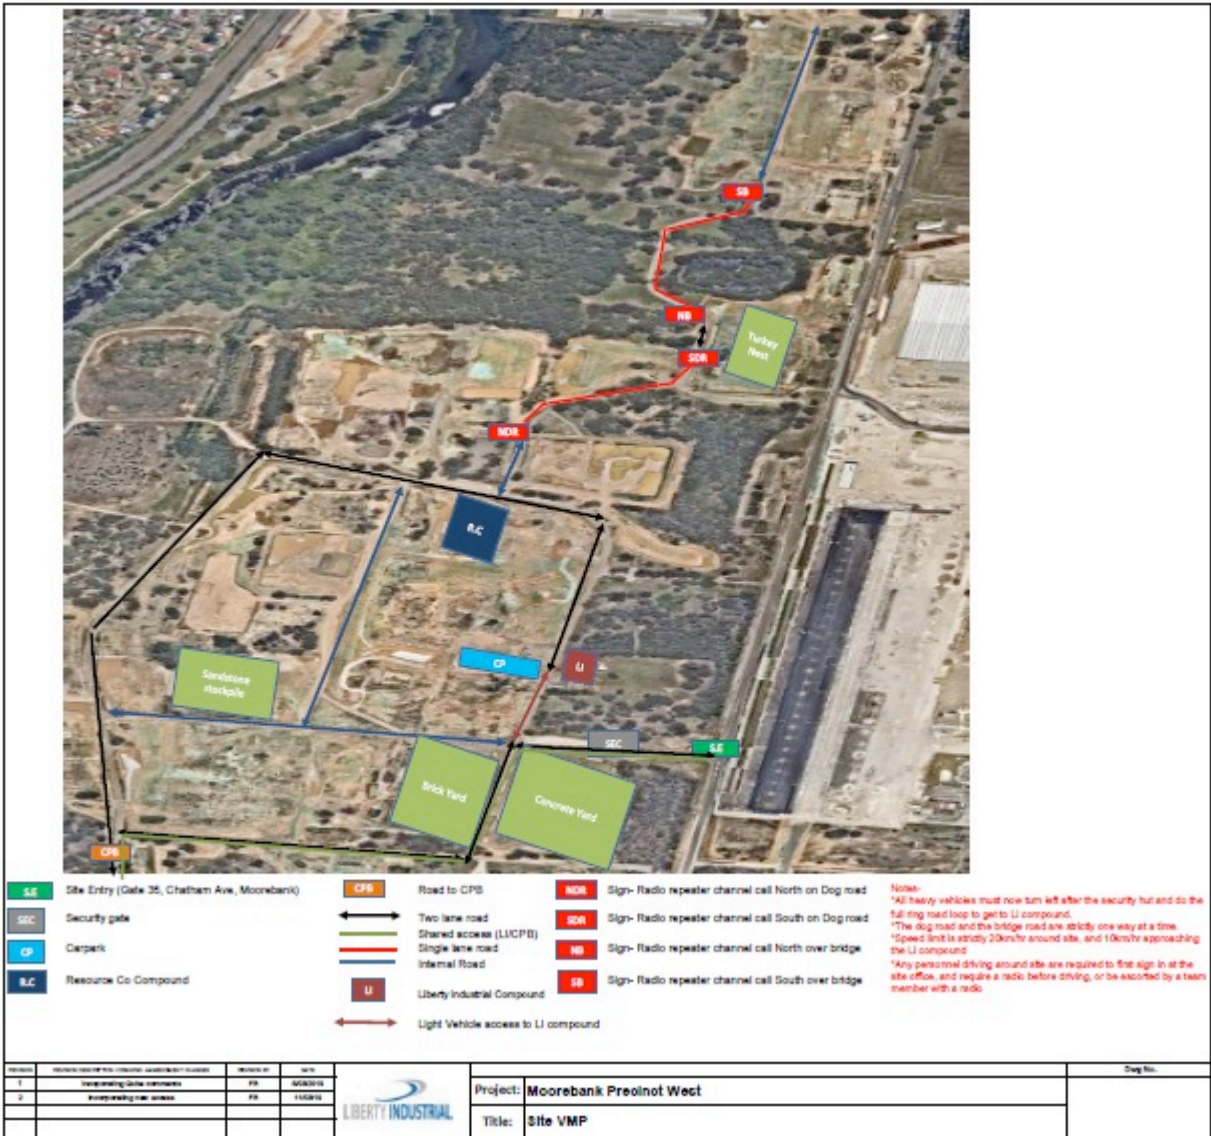 SB
NB
Turkey
Nest
SDR
NDR
R.C
CP
LI
Sandstone
stockpile
SEC
S.E
Brick Yard
Concrete Yard
CPB
S.E
Site Entry (Gate 35, Chatham Ave, Moorebank)
SEC
Security gate
CP
Carpark
R.C
Resource Co Compound
CPB
Road to CPB
Two lane road
Shared access (LI/CPB)
Single lane road
Internal Road
LI
Liberty Industrial Compound
Light Vehicle access to LI compound
NDR
Sign- Radio repeater channel call North on Dog road
SDR
Sign- Radio repeater channel call South on Dog road
NB
Sign- Radio repeater channel call North over bridge
SB
Sign- Radio repeater channel call South over bridge
Notes-
*All heavy vehicles must now turn left after the security hut and do the
full ring road loop to get to LI compound.
*The dog road and the bridge road are strictly one way at a time.
*Speed limit is strictly 20km/hr around site, and 10km/hr approaching
the LI compound
*Any personnel driving around site are required to first sign in at the
site office, and require a radio before driving, or be escorted by a team
member with a radio
1
Incorporating Qube comments
2
Incorporating new access
LIBERTY INDUSTRIAL
Project: Moorebank Precinct West
Title: Site VMP
Dwg No.